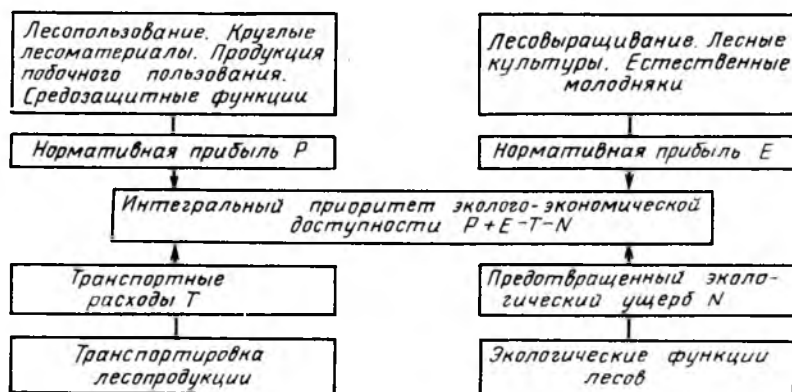 Лесопользование. Круглые
лесоматериалы. Продукция
побочного пользования.
Средозащитные функции
Лесовыращивание. Лесные
культуры. Естественные
молодняки
Нормативная прибыль P
Нормативная прибыль E
Интегральный приоритет эколого-экономической
доступности P+E-T-N
Транспортные
расходы T
Предотвращенный эколо-
гический ущерб N
Транспортировка
лесопродукции
Экологические функции
лесов